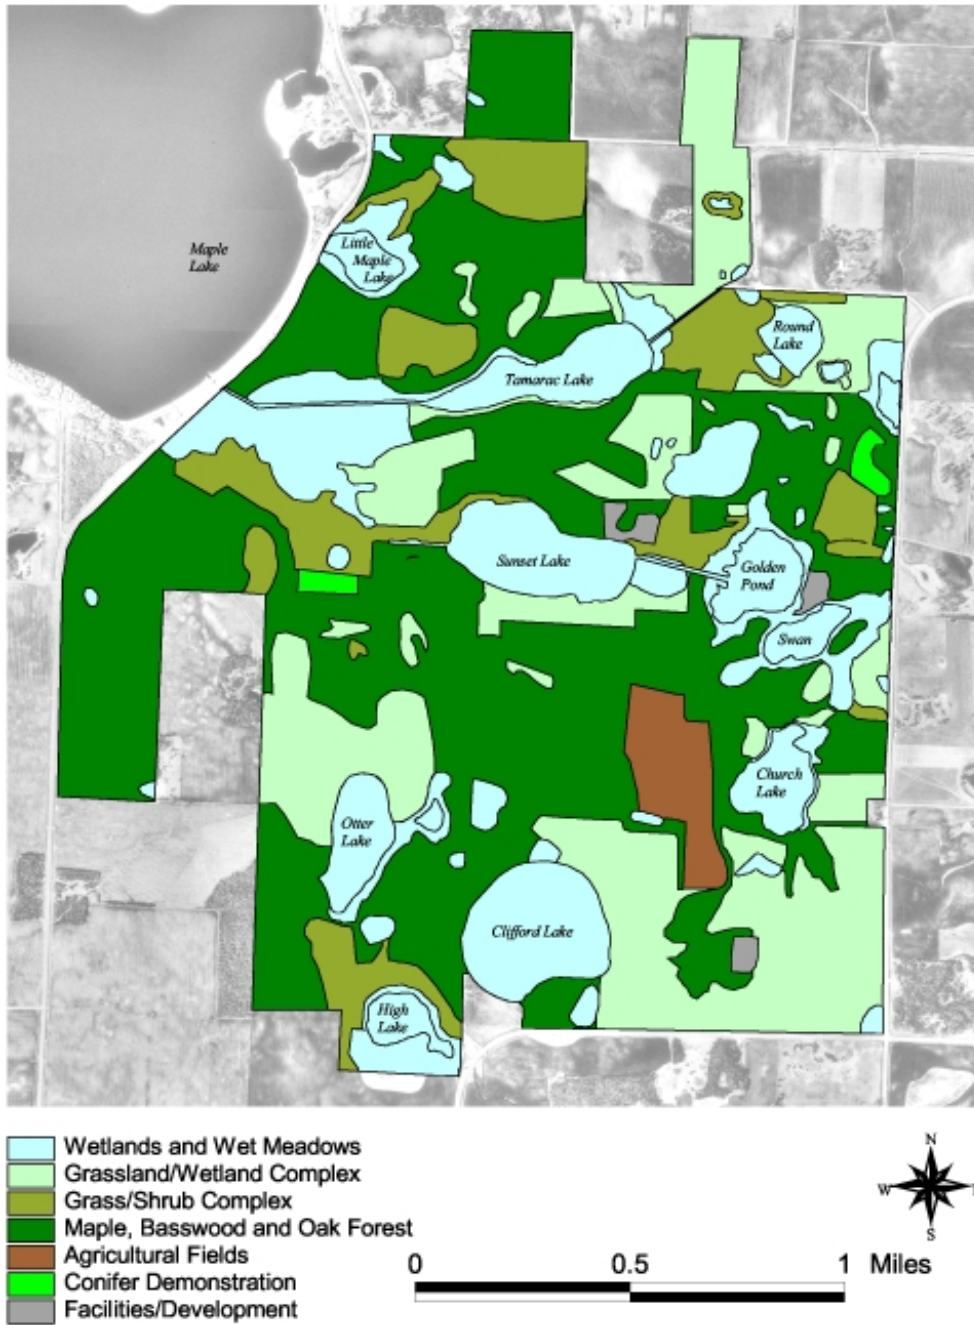 Maple
Lake
Little
Maple
Lake
Round
Lake
Tamarac Lake
Sunset Lake
Golden
Pond
Swan
Church
Lake
Otter
Lake
Clifford Lake
High
Lake
Wetlands and Wet Meadows
Grassland/Wetland Complex
Grass/Shrub Complex
Maple, Basswood and Oak Forest
Agricultural Fields
Conifer Demonstration
Facilities/Development
0 0.5 1 Miles
N
W
S